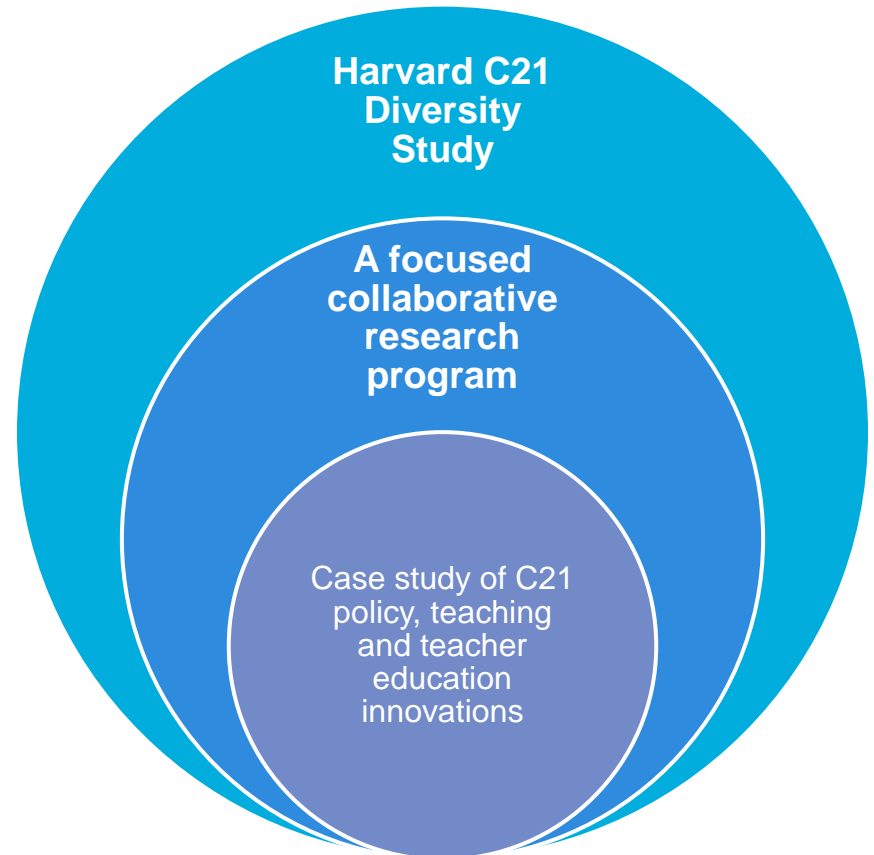 Harvard C21
Diversity
Study
A focused
collaborative
research
program
Case study of C21
policy, teaching
and teacher
education
innovations